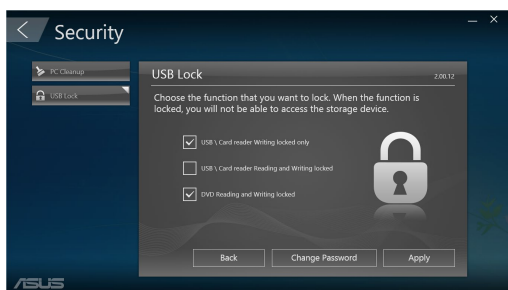 Security
PC Cleanup
USB Lock
USB Lock
2.00.12
Choose the function that you want to lock. When the function is
locked, you will not be able to access the storage device.
USB \ Card reader Writing locked only
USB \ Card reader Reading and Writing locked
DVD Reading and Writing locked
Back
Change Password
Apply
ASUS